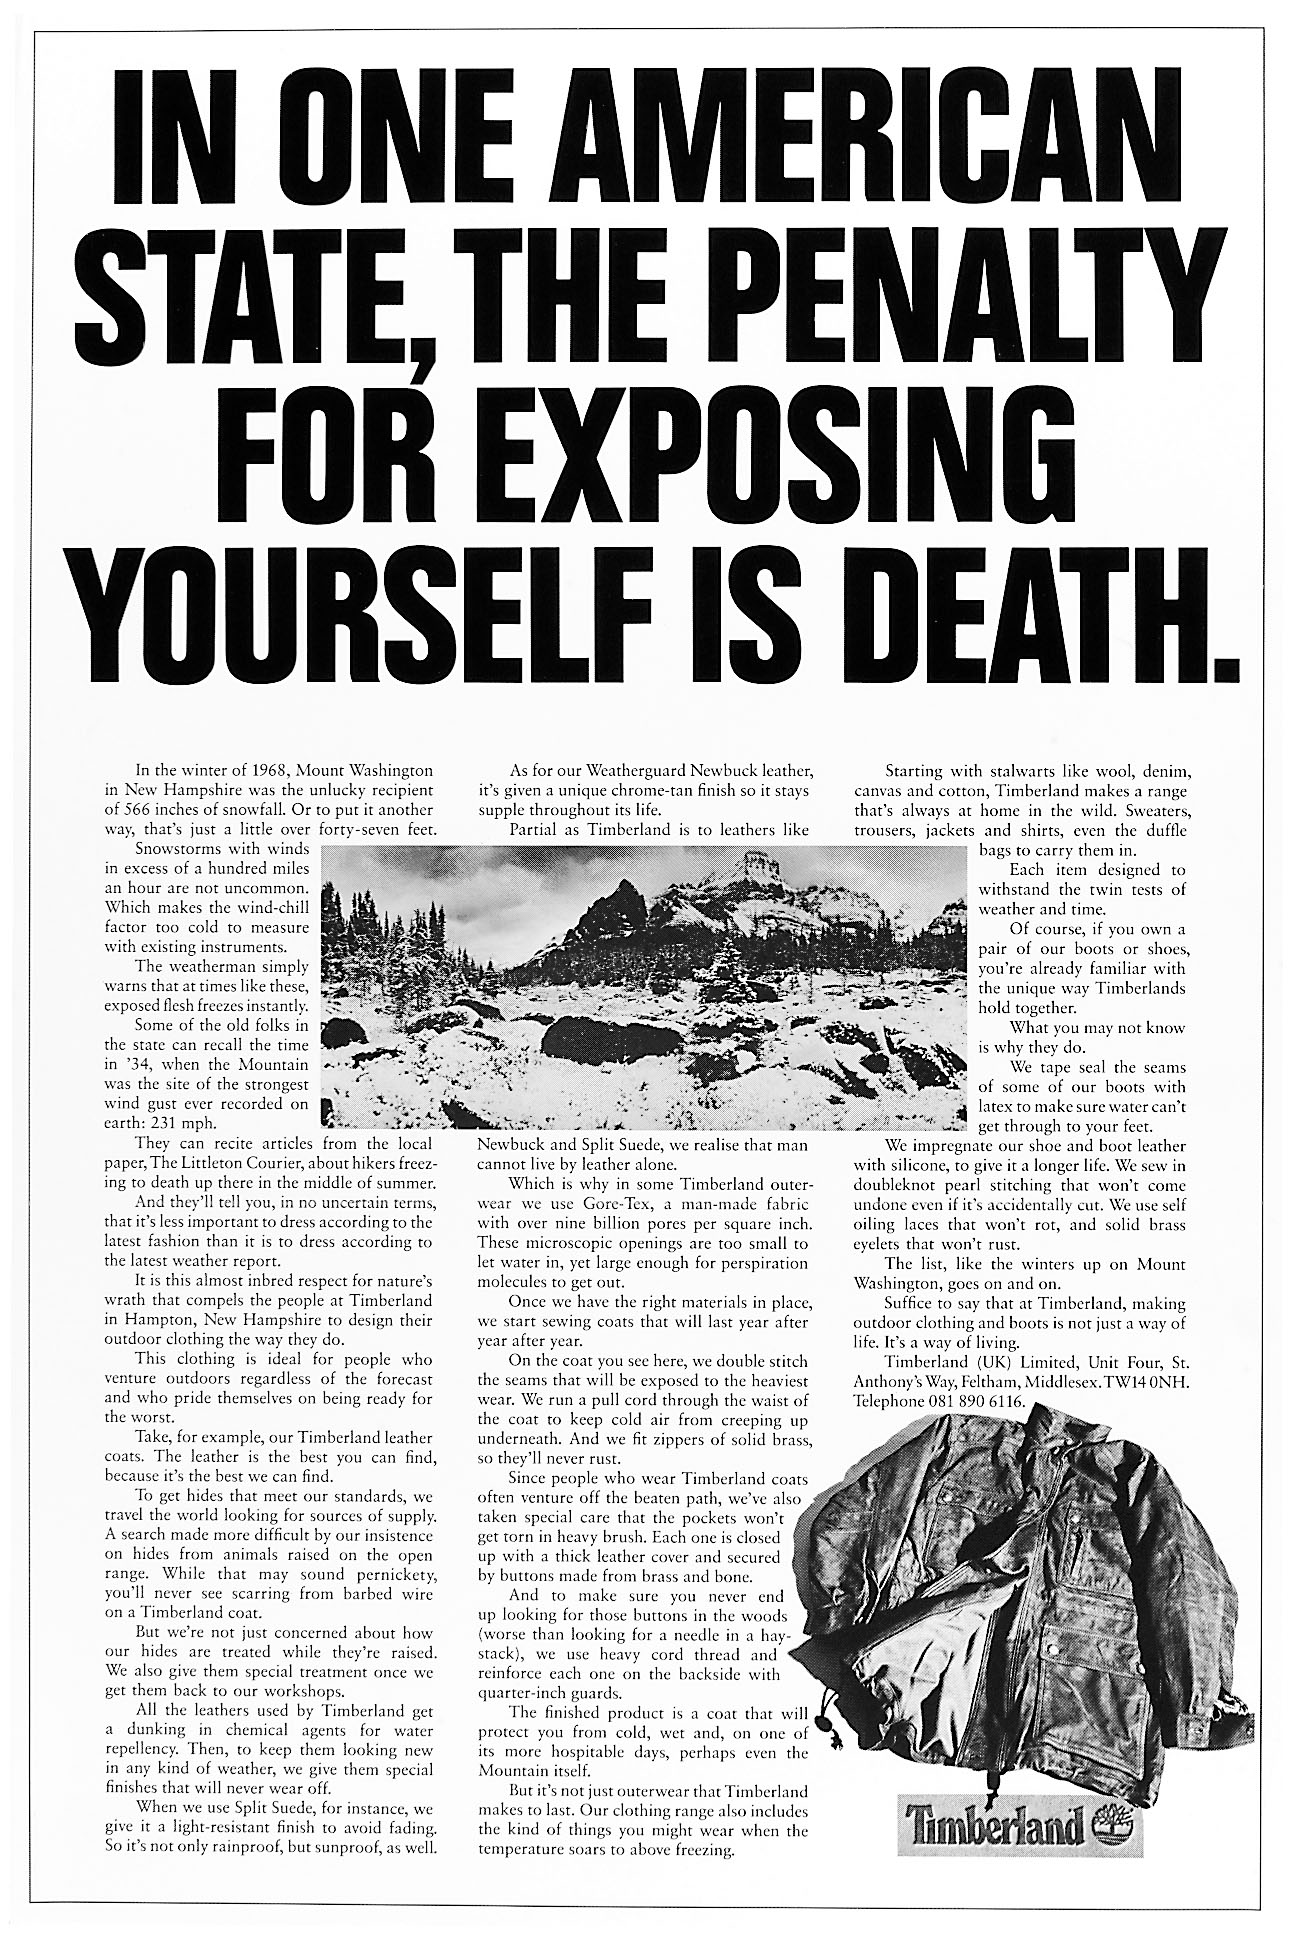 IN ONE AMERICAN
STATE, THE PENALTY
FOR EXPOSING
YOURSELF IS DEATH.
In the winter of 1968, Mount Washington
in New Hampshire was the unlucky recipient
of 566 inches of snowfall. Or to put it another
way, that's just a little over forty-seven feet.
Snowstorms with winds
in excess of a hundred miles
an hour are not uncommon.
Which makes the wind-chill
factor too cold to measure
with existing instruments.
The weatherman simply
warns that at times like these,
exposed flesh freezes instantly.
Some of the old folks in
the state can recall the time
in '34, when the Mountain
was the site of the strongest
wind gust ever recorded on
earth: 231 mph.
They can recite articles from the local
paper, The Littleton Courier, about hikers freez-
ing to death up there in the middle of summer.
And they'll tell you, in no uncertain terms,
that it's less important to dress according to the
latest fashion than it is to dress according to
the latest weather report.
It is this almost inbred respect for nature's
wrath that compels the people at Timberland
in Hampton, New Hampshire to design their
outdoor clothing the way they do.
This clothing is ideal for people who
venture outdoors regardless of the forecast
and who pride themselves on being ready for
the worst.
Take, for example, our Timberland leather
coats. The leather is the best you can find,
because it's the best we can find.
To get hides that meet our standards, we
travel the world looking for sources of supply.
A search made more difficult by our insistence
on hides from animals raised on the open
range. While that may sound pernickety,
you'll never see scarring from barbed wire
on a Timberland coat.
But we're not just concerned about how
our hides are treated while they're raised.
We also give them special treatment once we
get them back to our workshops.
All the leathers used by Timberland get
a dunking in chemical agents for water
repellency. Then, to keep them looking new
in any kind of weather, we give them special
finishes that will never wear off.
When we use Split Suede, for instance, we
give it a light-resistant finish to avoid fading.
So it's not only rainproof, but sunproof, as well.
As for our Weatherguard Newbuck leather,
it's given a unique chrome-tan finish so it stays
supple throughout its life.
Partial as Timberland is to leathers like
Newbuck and Split Suede, we realise that man
cannot live by leather alone.
Which is why in some Timberland outer-
wear we use Gore-Tex, a man-made fabric
with over nine billion pores per square inch.
These microscopic openings are too small to
let water in, yet large enough for perspiration
molecules to get out.
Once we have the right materials in place,
we start sewing coats that will last year after
year after year.
On the coat you see here, we double stitch
the seams that will be exposed to the heaviest
wear. We run a pull cord through the waist of
the coat to keep cold air from creeping up
underneath. And we fit zippers of solid brass,
so they'll never rust.
Since people who wear Timberland coats
often venture off the beaten path, we've also
taken special care that the pockets won't
get torn in heavy brush. Each one is closed
up with a thick leather cover and secured
by buttons made from brass and bone.
And to make sure you never end
up looking for those buttons in the woods
(worse than looking for a needle in a hay-
stack), we use heavy cord thread and
reinforce each one on the backside with
quarter-inch guards.
The finished product is a coat that will
protect you from cold, wet and, on one of
its more hospitable days, perhaps even the
Mountain itself.
But it's not just outerwear that Timberland
makes to last. Our clothing range also includes
the kind of things you might wear when the
temperature soars to above freezing.
Starting with stalwarts like wool, denim,
canvas and cotton, Timberland makes a range
that's always at home in the wild. Sweaters,
trousers, jackets and shirts, even the duffle
bags to carry them in.
Each item designed to
withstand the twin tests of
weather and time.
Of course, if you own a
pair of our boots or shoes,
you're already familiar with
the unique way Timberlands
hold together.
What you may not know
is why they do.
We tape seal the seams
of some of our boots with
latex to make sure water can't
get through to your feet.
We impregnate our shoe and boot leather
with silicone, to give it a longer life. We sew in
doubleknot pearl stitching that won't come
undone even if it's accidentally cut. We use self
oiling laces that won't rot, and solid brass
eyelets that won't rust.
The list, like the winters up on Mount
Washington, goes on and on.
Suffice to say that at Timberland, making
outdoor clothing and boots is not just a way of
life. It's a way of living.
Timberland (UK) Limited, Unit Four, St.
Anthony's Way, Feltham, Middlesex. TW14 0NH.
Telephone 081 890 6116.
Timberland